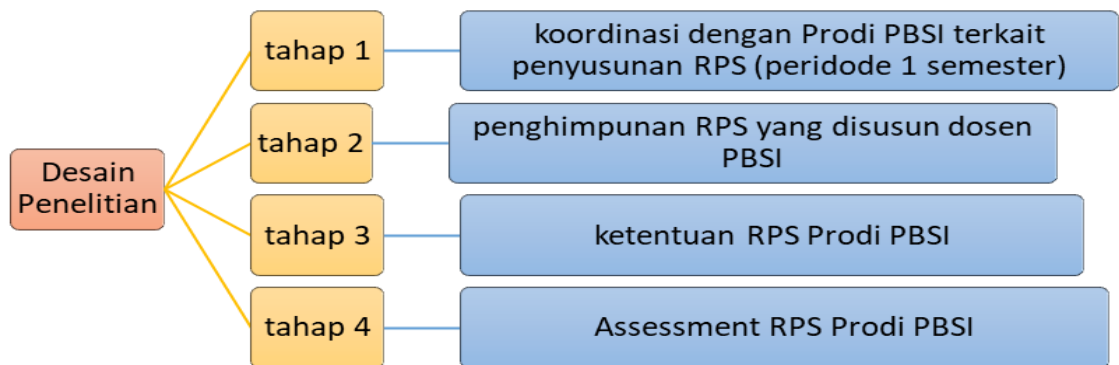 Desain
Penelitian
tahap 1
koordinasi dengan Prodi PBSI terkait
penyusunan RPS (peridode 1 semester)
tahap 2
penghimpunan RPS yang disusun dosen
PBSI
tahap 3
ketentuan RPS Prodi PBSI
tahap 4
Assessment RPS Prodi PBSI